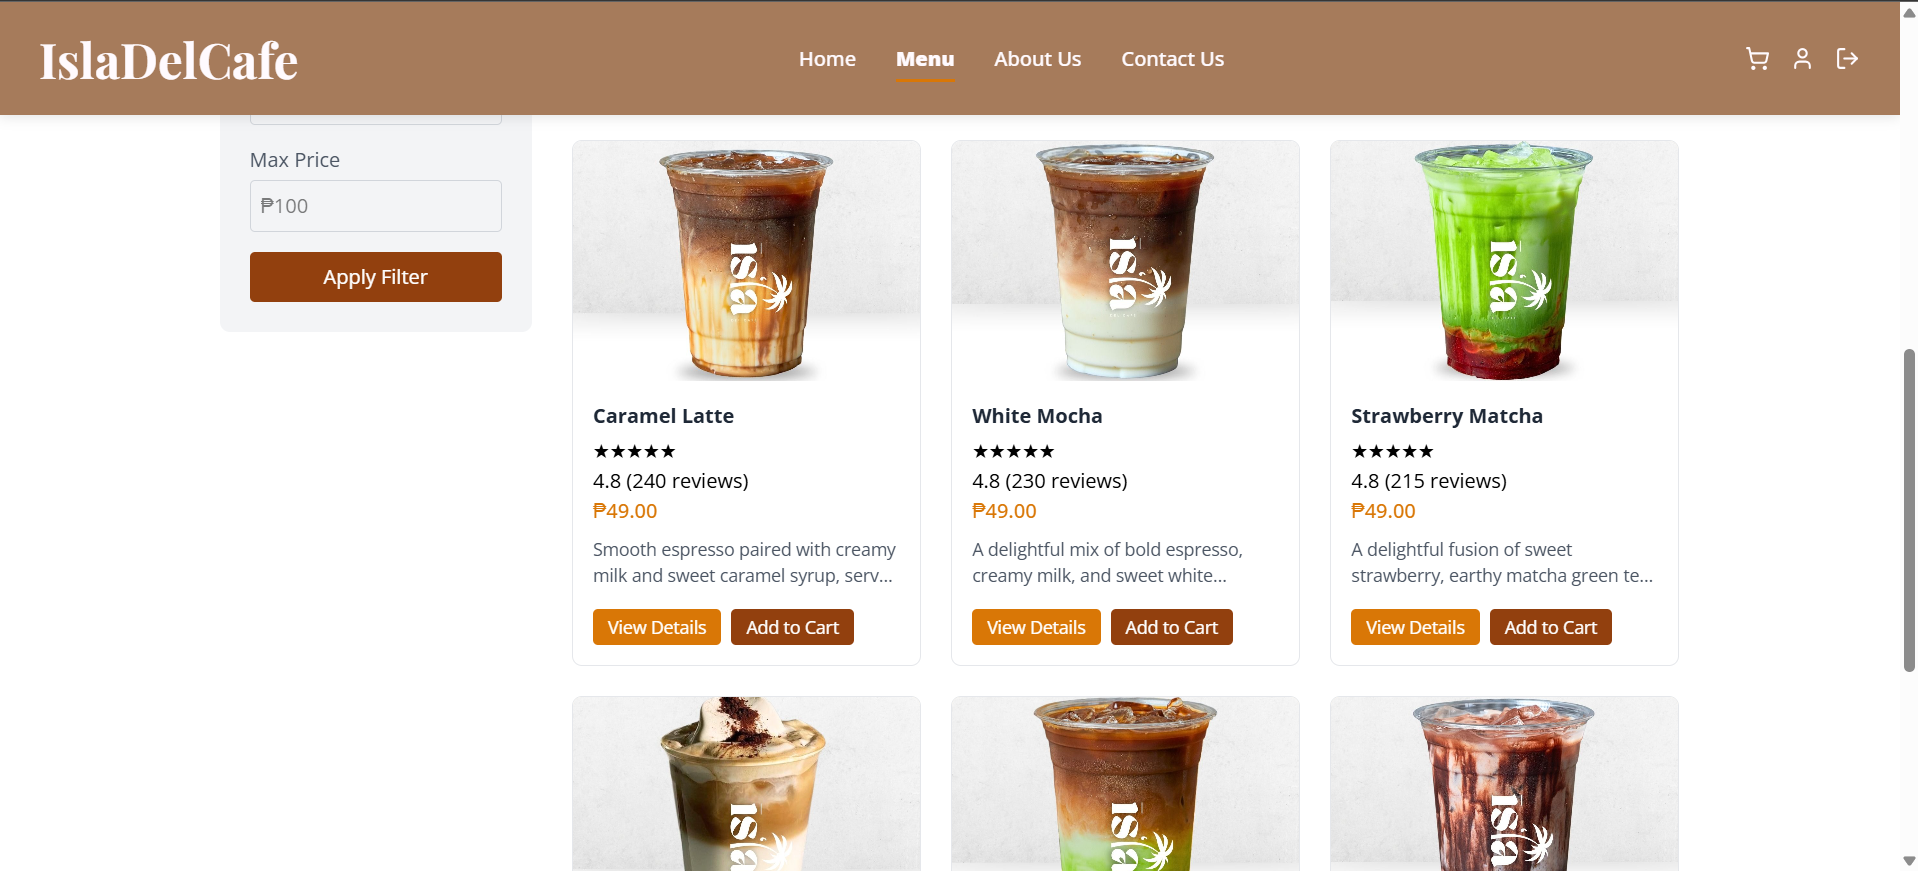 IslaDelCafe
Home
Menu
About Us
Contact Us
Max Price
₱100
Apply Filter
isla
isla
isla
Caramel Latte
★★★★★
4.8 (240 reviews)
₱49.00
Smooth espresso paired with creamy
milk and sweet caramel syrup, serv...
View Details
Add to Cart
White Mocha
★★★★★
4.8 (230 reviews)
₱49.00
A delightful mix of bold espresso,
creamy milk, and sweet white...
View Details
Add to Cart
Strawberry Matcha
★★★★★
4.8 (215 reviews)
₱49.00
A delightful fusion of sweet
strawberry, earthy matcha green te...
View Details
Add to Cart
isla
isla
isla